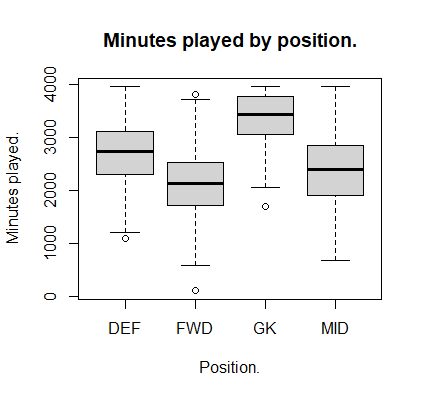 Minutes played by position.
Minutes played.
4000
3000
2000
1000
0
DEF FWD GK MID
Position.